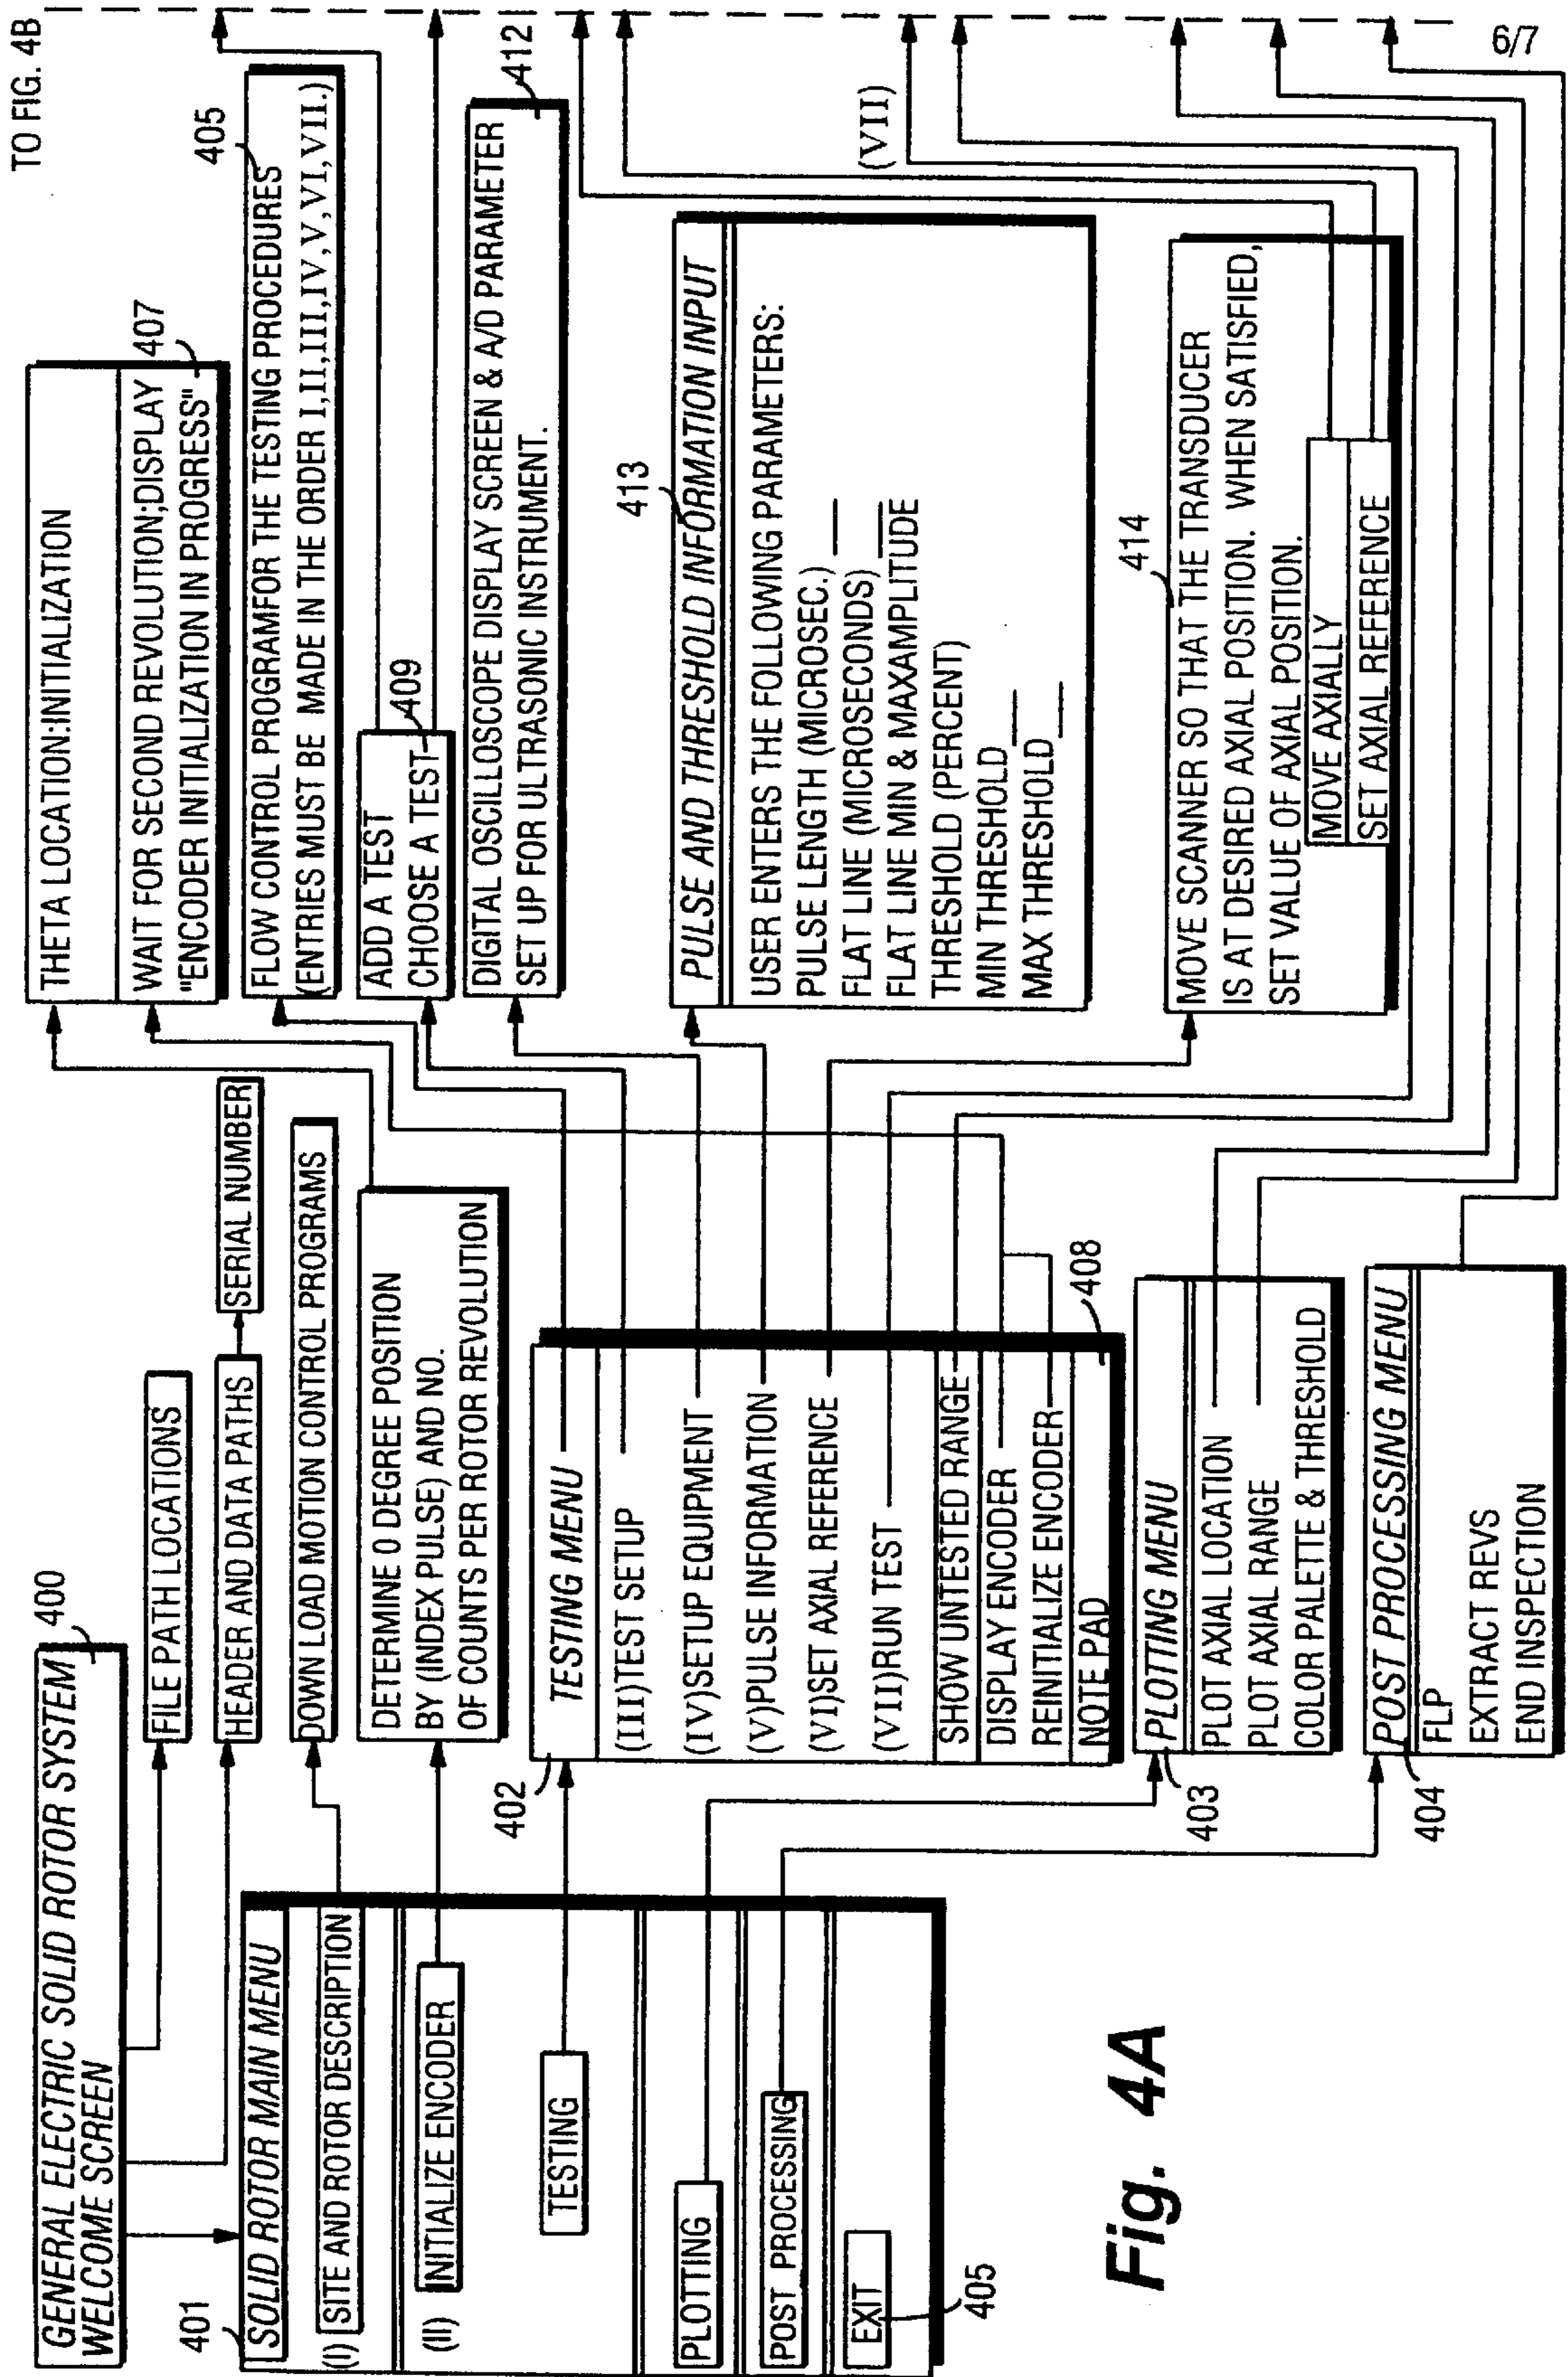 TO FIG. 4B
GENERAL ELECTRIC SOLID ROTOR SYSTEM
WELCOME SCREEN
400
FILE PATH LOCATIONS
HEADER AND DATA PATHS
SERIAL NUMBER
DOWN LOAD MOTION CONTROL PROGRAMS
DETERMINE 0 DEGREE POSITION
BY (INDEX PULSE) AND NO.
OF COUNTS PER ROTOR REVOLUTION
401
SOLID ROTOR MAIN MENU
(I) SITE AND ROTOR DESCRIPTION
(II) INITIALIZE ENCODER
TESTING
PLOTTING
POST PROCESSING
EXIT
405
402
TESTING MENU
(III)TEST SETUP
(IV)SETUP EQUIPMENT
(V)PULSE INFORMATION
(VI)SET AXIAL REFERENCE
(VII)RUN TEST
SHOW UNTESTED RANGE
DISPLAY ENCODER
REINITIALIZE ENCODER
NOTE PAD
408
PLOTTING MENU
403
PLOT AXIAL LOCATION
PLOT AXIAL RANGE
COLOR PALETTE & THRESHOLD
POST PROCESSING MENU
404
FLP
EXTRACT REVS
END INSPECTION
THETA LOCATION:INITIALIZATION
WAIT FOR SECOND REVOLUTION;DISPLAY
"ENCODER INITIALIZATION IN PROGRESS"
407
405
FLOW CONTROL PROGRAMFOR THE TESTING PROCEDURES
(ENTRIES MUST BE MADE IN THE ORDER I,II,III,IV,V,VI,VII.)
ADD A TEST
CHOOSE A TEST
409
DIGITAL OSCILLOSCOPE DISPLAY SCREEN & A/D PARAMETER
SET UP FOR ULTRASONIC INSTRUMENT.
412
413
PULSE AND THRESHOLD INFORMATION INPUT
USER ENTERS THE FOLLOWING PARAMETERS:
PULSE LENGTH (MICROSEC.) __
FLAT LINE (MICROSECONDS) __
FLAT LINE MIN & MAXAMPLITUDE
THRESHOLD (PERCENT)
MIN THRESHOLD __
MAX THRESHOLD __
(VII)
414
MOVE SCANNER SO THAT THE TRANSDUCER
IS AT DESIRED AXIAL POSITION. WHEN SATISFIED,
SET VALUE OF AXIAL POSITION.
MOVE AXIALLY
SET AXIAL REFERENCE
6/7
Fig. 4A